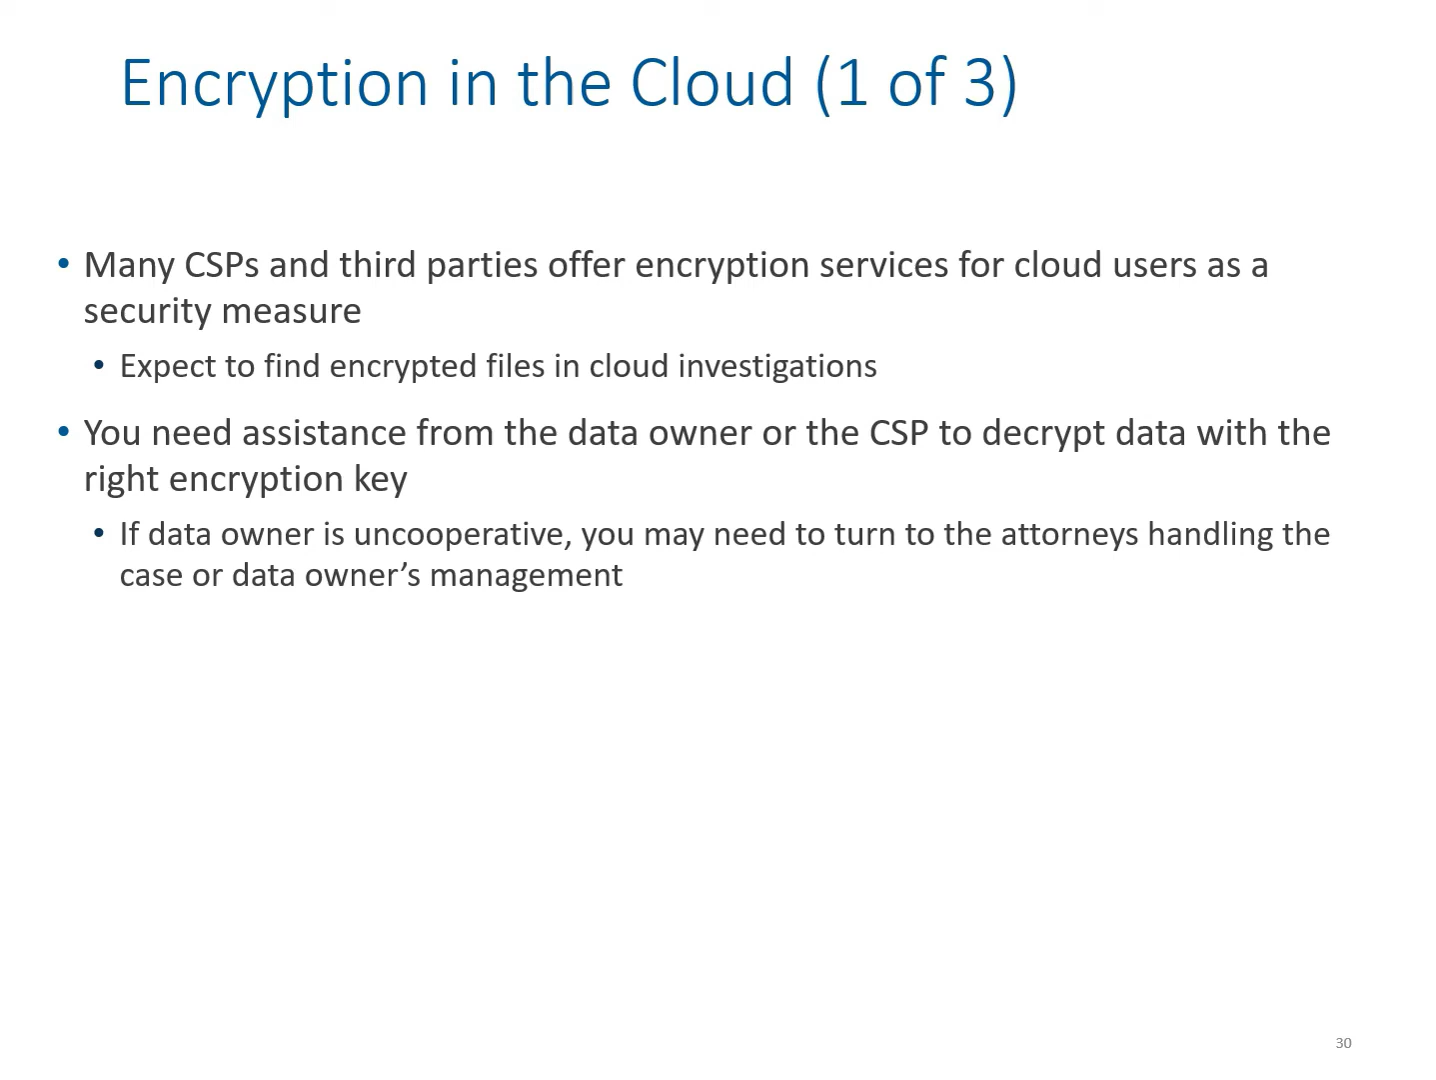 Encryption in the Cloud (1 of 3)
• Many CSPs and third parties offer encryption services for cloud users as a
security measure
• Expect to find encrypted files in cloud investigations
• You need assistance from the data owner or the CSP to decrypt data with the
right encryption key
• If data owner is uncooperative, you may need to turn to the attorneys handling the
case or data owner’s management
30